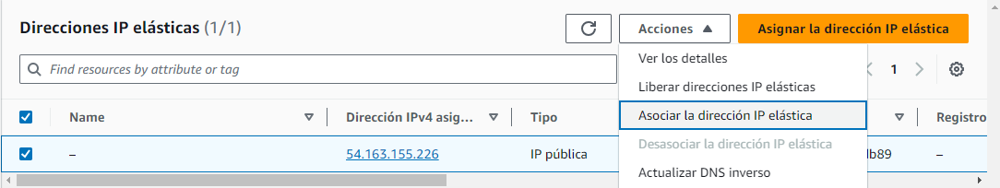 Direcciones IP elásticas (1/1)
Acciones
Asignar la dirección IP elástica
Find resources by attribute or tag
1
Ver los detalles
Liberar direcciones IP elásticas
Asociar la dirección IP elástica
Desasociar la dirección IP elástica
Actualizar DNS inverso
Name
Dirección IPv4 asig...
Tipo
Registro
–
54.163.155.226
IP pública
db89
–